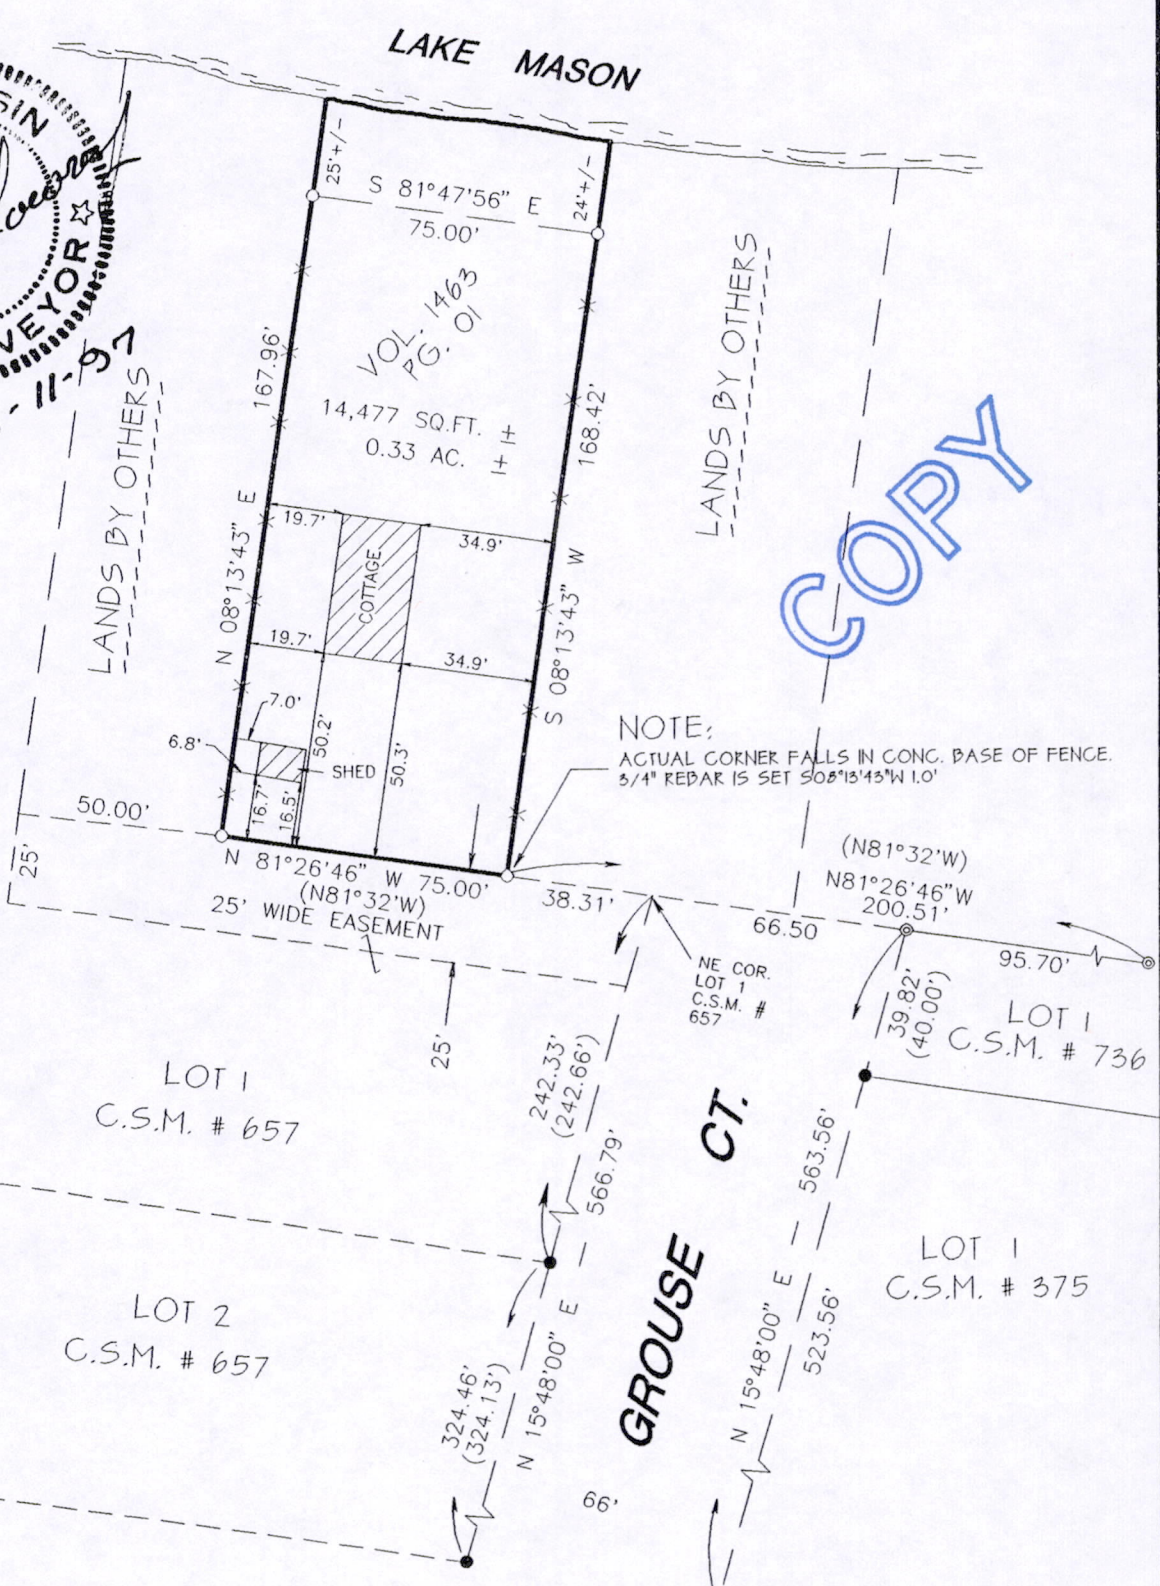 LAKE MASON
SIN
VEYOR
- 11-97
25'+/-
24'+/-
S 81°47'56" E
75.00'
VOL. 1463
PG. 01
14,477 SQ.FT. ±
0.33 AC. ±
167.96'
168.42'
N 08°13'43" E
S 08°13'43" W
LANDS BY OTHERS
LANDS BY OTHERS
COPY
19.7'
34.9'
COTTAGE
19.7'
34.9'
7.0'
6.8'
50.2'
50.3'
SHED
16.7'
16.5'
NOTE:
ACTUAL CORNER FALLS IN CONC. BASE OF FENCE.
3/4" REBAR IS SET S08°13'43"W 1.0'
50.00'
25'
N 81°26'46" W 75.00'
(N81°32'W)
25' WIDE EASEMENT
25'
38.31'
(N81°32'W)
N81°26'46"W
200.51'
66.50
95.70'
NE COR.
LOT 1
C.S.M. #
657
39.82'
(40.00')
LOT 1
C.S.M. # 736
LOT 1
C.S.M. # 657
242.33'
(242.66')
566.79'
GROUSE CT.
563.56'
LOT 1
C.S.M. # 375
LOT 2
C.S.M. # 657
324.46'
(324.13')
N 15°48'00" E
N 15°48'00" E
523.56'
66'